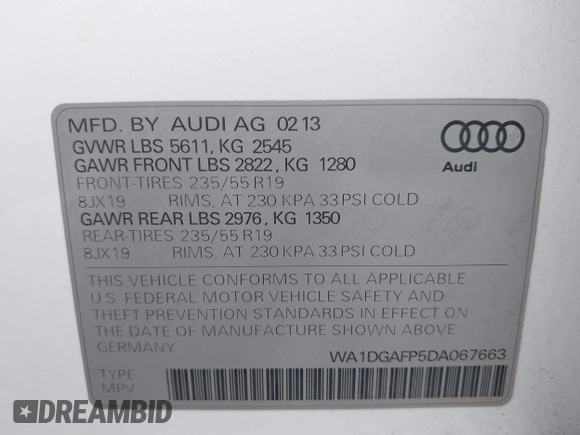 MFD. BY AUDI AG 02 13
GVWR LBS 5611, KG 2545
GAWR FRONT LBS 2822, KG 1280
FRONT-TIRES 235/55 R19
8JX19 RIMS, AT 230 KPA 33 PSI COLD
GAWR REAR LBS 2976, KG 1350
REAR-TIRES 235/55 R19
8JX19 RIMS, AT 230 KPA 33 PSI COLD
Audi
THIS VEHICLE CONFORMS TO ALL APPLICABLE
U.S. FEDERAL MOTOR VEHICLE SAFETY AND
THEFT PREVENTION STANDARDS IN EFFECT ON
THE DATE OF MANUFACTURE SHOWN ABOVE
GERMANY
WA1DGAFP5DA067663
TYPE
MPV
DREAMBID